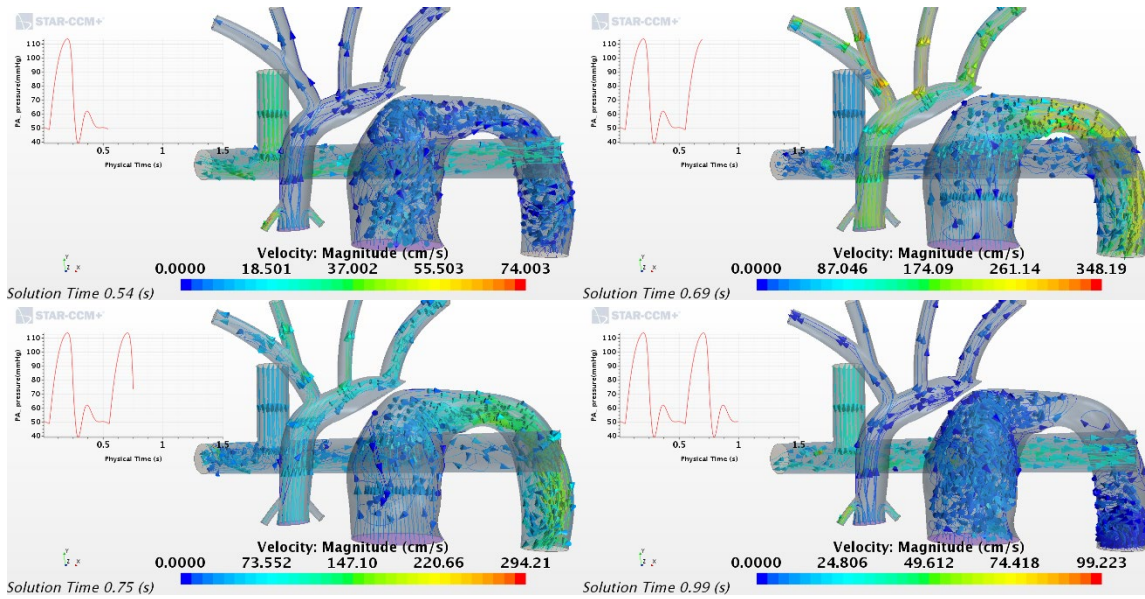 STAR-CCM+
PA_pressure(mmHg)
110
100
90
80
70
60
50
40
0.5
1.5
Physical Time (s)
Velocity: Magnitude (cm/s)
0.0000 18.501 37.002 55.503 74.003
Solution Time 0.54 (s)
STAR-CCM+
PA_pressure(mmHg)
110
100
90
80
70
60
50
40
0.5
1.5
Physical Time (s)
Velocity: Magnitude (cm/s)
0.0000 87.046 174.09 261.14 348.19
Solution Time 0.69 (s)
STAR-CCM+
PA_pressure(mmHg)
110
100
90
80
70
60
50
40
0.5
1
1.5
Physical Time (s)
Velocity: Magnitude (cm/s)
0.0000 73.552 147.10 220.66 294.21
Solution Time 0.75 (s)
STAR-CCM+
PA_pressure(mmHg)
110
100
90
80
70
60
50
40
0.5
1
1.5
Physical Time (s)
Velocity: Magnitude (cm/s)
0.0000 24.806 49.612 74.418 99.223
Solution Time 0.99 (s)